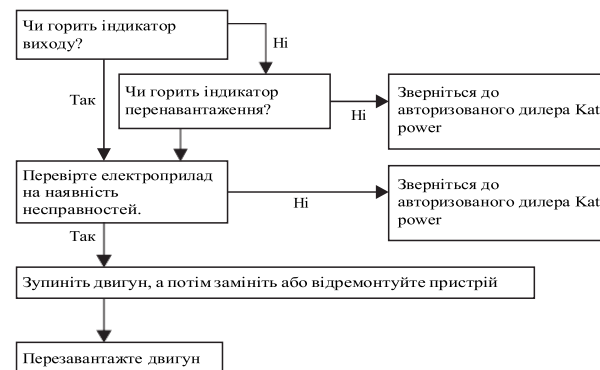 Чи горить індикатор
виходу?
Ні
Так
Чи горить індикатор
перенавантаження?
Ні
Зверніться до
авторизованого дилера Kat
power
Перевірте електроприлад
на наявність
несправностей.
Ні
Зверніться до
авторизованого дилера Kat
power
Так
Зупиніть двигун, а потім замініть або відремонтуйте пристрій
Перезавантажте двигун